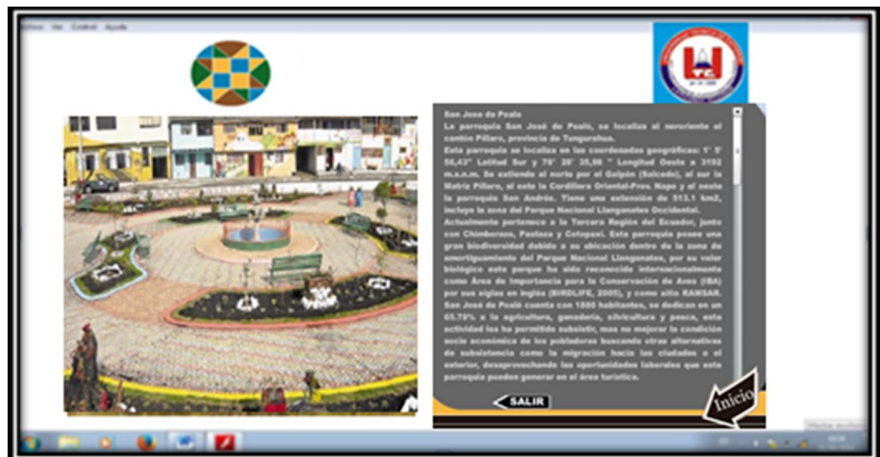 Ver Control Ayuda
San Jose de Poalo
La parroquia San José de Poaló, se localiza al nororiente al
cantón Píllaro, provincia de Tungurahua.
Esta parroquia se localiza en las coordenadas geográficas: 1° 5'
56,43" Latitud Sur y 78° 28' 35,98 " Longitud Oeste a 3192
m.s.n.m. Se extiende al norte por el Galpón (Salcedo), al sur la
Matriz Píllaro, al este la Cordillera Oriental-Prov. Napo y al oeste
la parroquia San Andrés. Tiene una extensión de 513.1 km2,
incluye la zona del Parque Nacional Llanganates Occidental.
Actualmente pertenece a la Tercera Región del Ecuador, junto
con Chimborazo, Pastaza y Cotopaxi. Esta parroquia posee una
gran biodiversidad debido a su ubicación dentro de la zona de
amortiguamiento del Parque Nacional Llanganates, por su valor
biológico este parque ha sido reconocido internacionalmente
como Área de Importancia para la Conservación de Aves (IBA)
por sus siglas en inglés (BIRDLIFE, 2005), y como sitio RAMSAR.
San José de Poaló cuenta con 1880 habitantes, se dedican en un
65.78% a la agricultura, ganadería, silvicultura y pesca, esta
actividad les ha permitido subsistir, mas no mejorar la condición
socio económica de los pobladores buscando otras alternativas
de subsistencia como la migración hacia las ciudades o el
exterior, desaprovechando las oportunidades laborales que esta
parroquia pueden generar en el área turística.
SALIR
Inicio